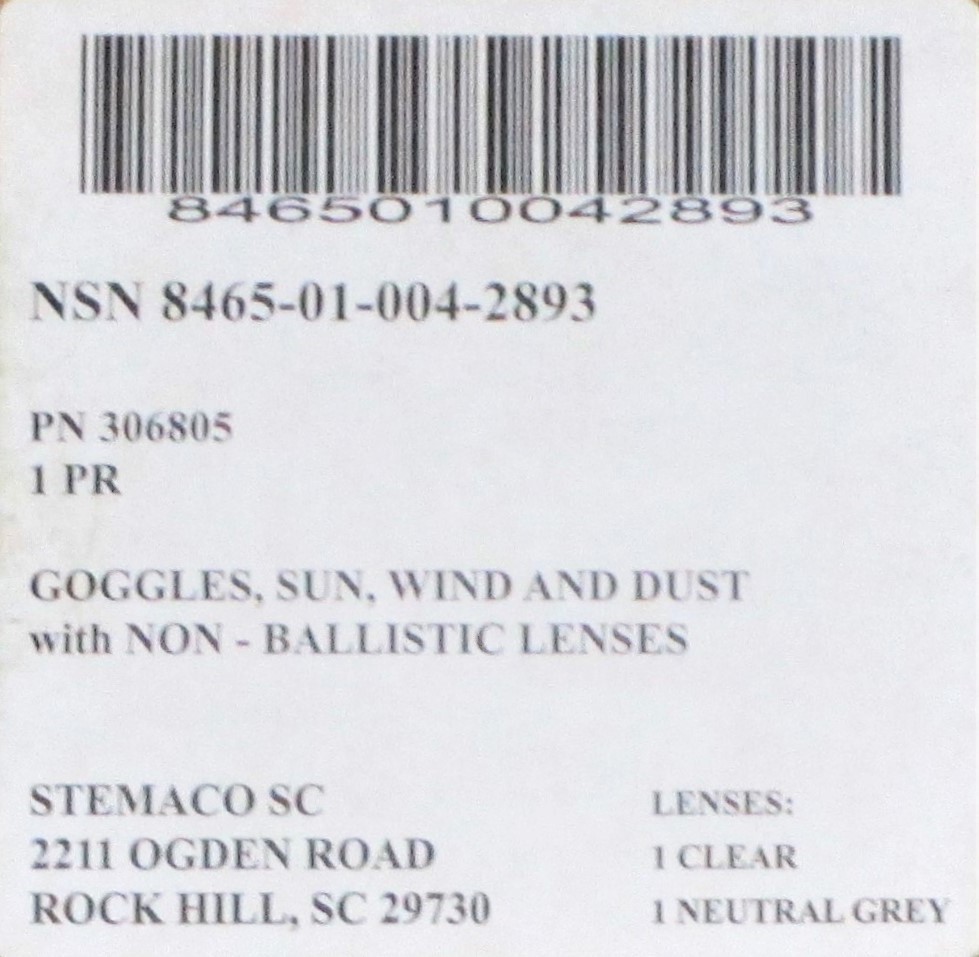 8465010042893
NSN 8465-01-004-2893
PN 306805
1 PR
GOGGLES, SUN, WIND AND DUST
with NON - BALLISTIC LENSES
STEMACO SC
2211 OGDEN ROAD
ROCK HILL, SC 29730
LENSES:
1 CLEAR
1 NEUTRAL GREY